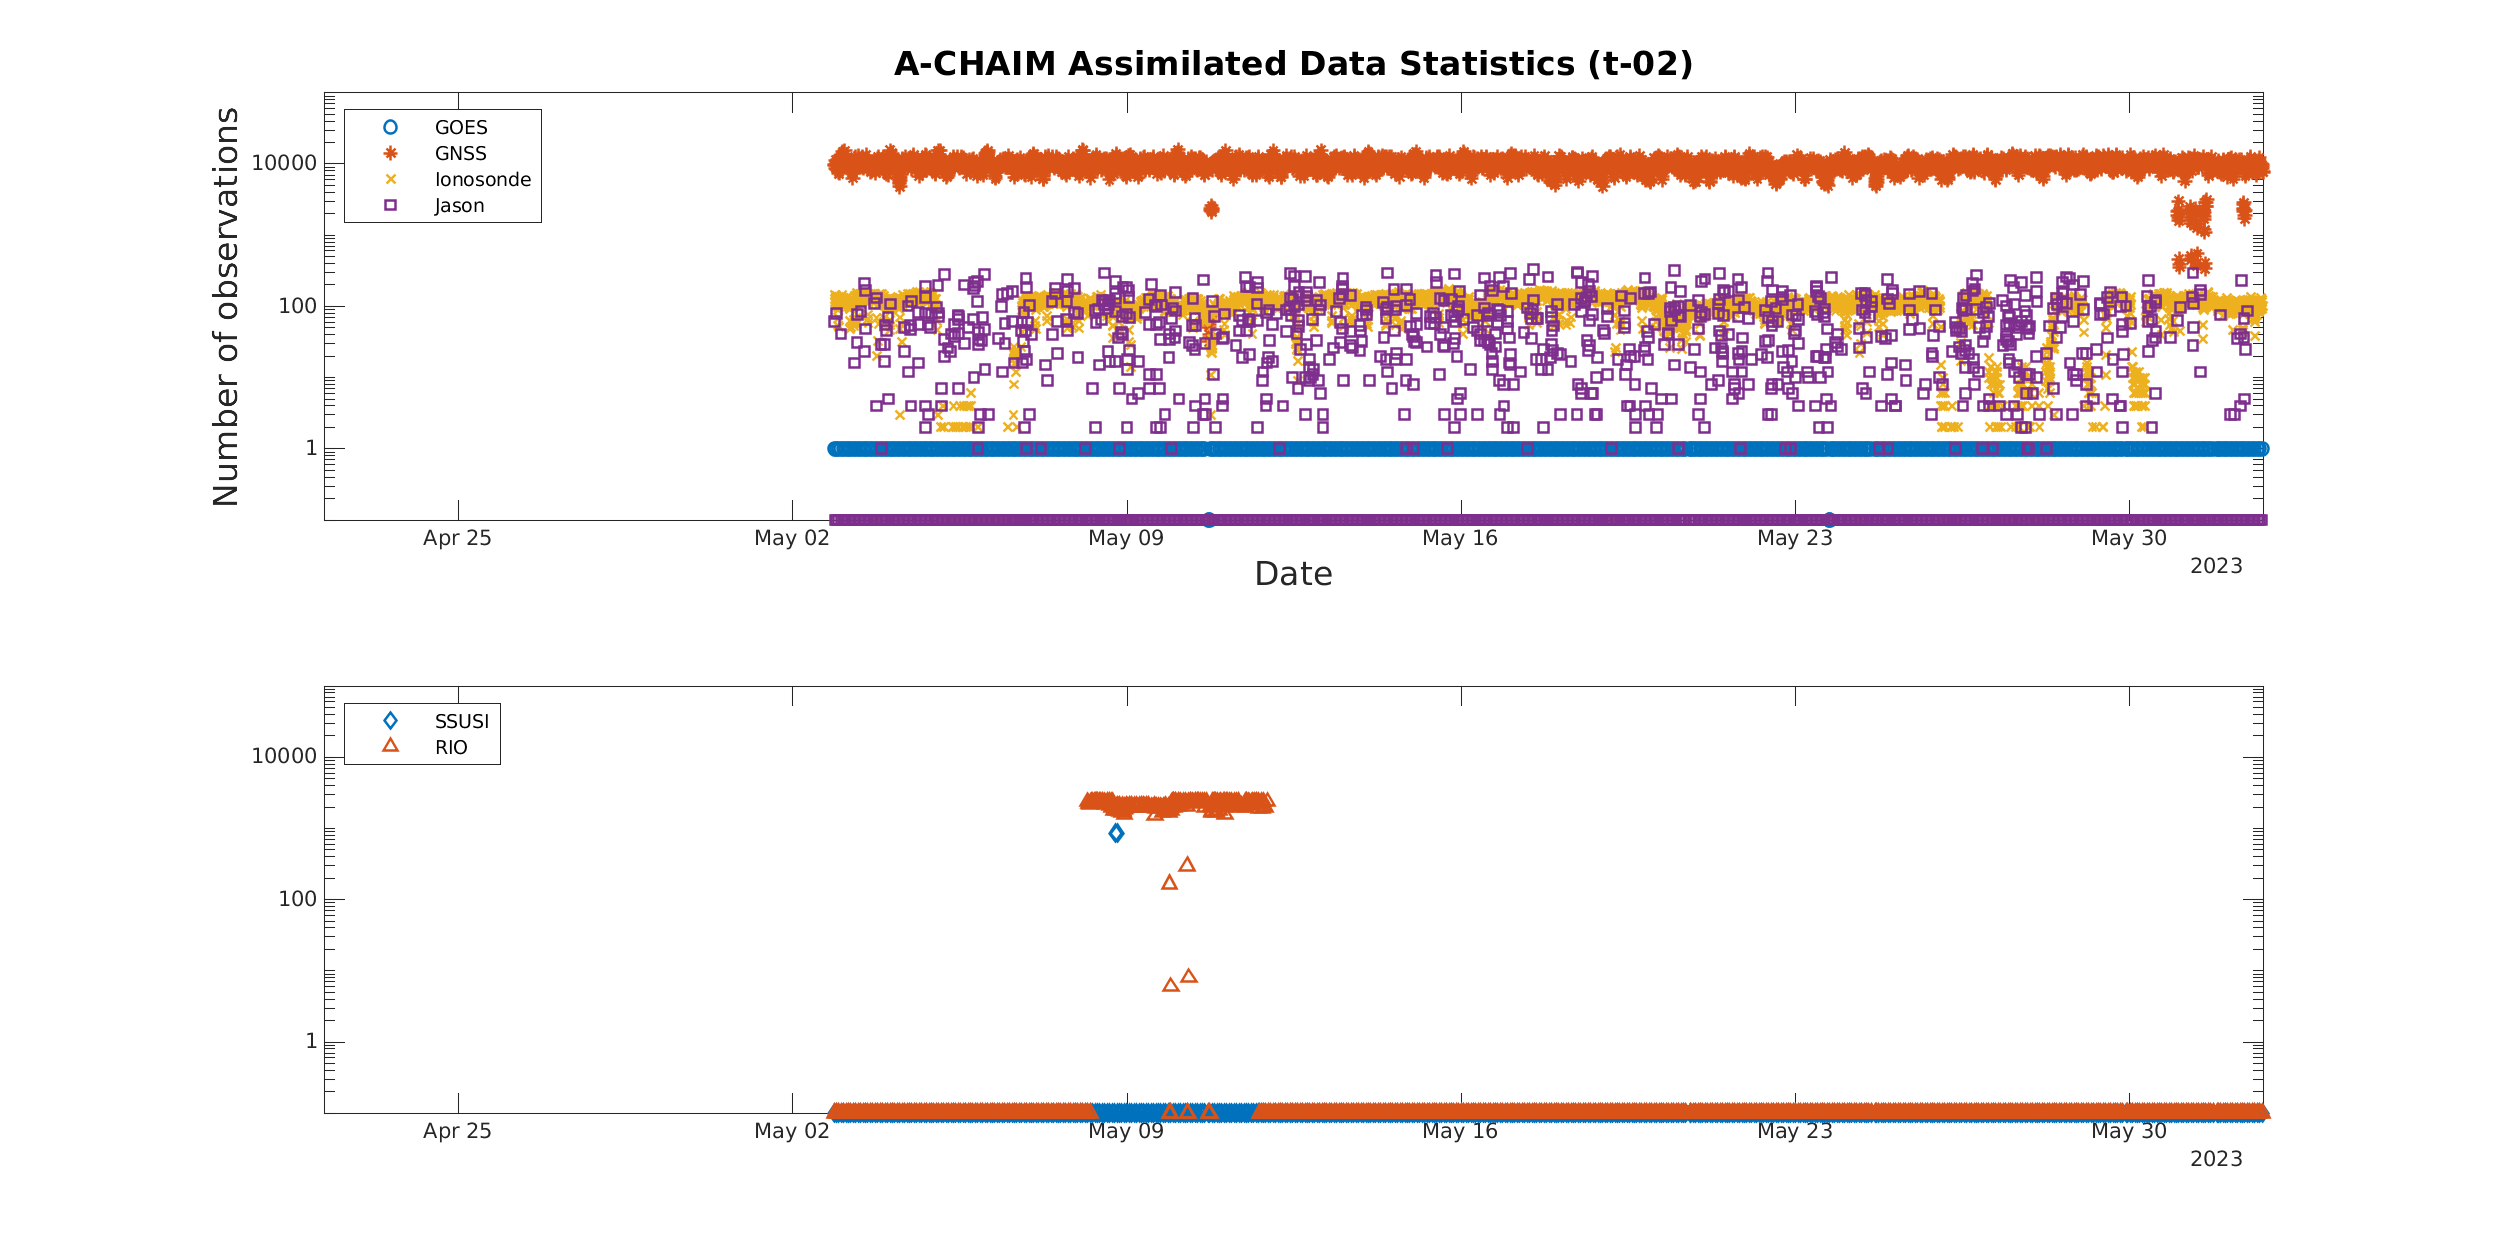 A-CHAIM Assimilated Data Statistics (t-02)
Number of observations
10000
100
1
GOES
GNSS
Ionosonde
Jason
Apr 25
May 02
May 09
May 16
May 23
May 30
2023
Date
10000
100
1
SSUSI
RIO
Apr 25
May 02
May 09
May 16
May 23
May 30
2023